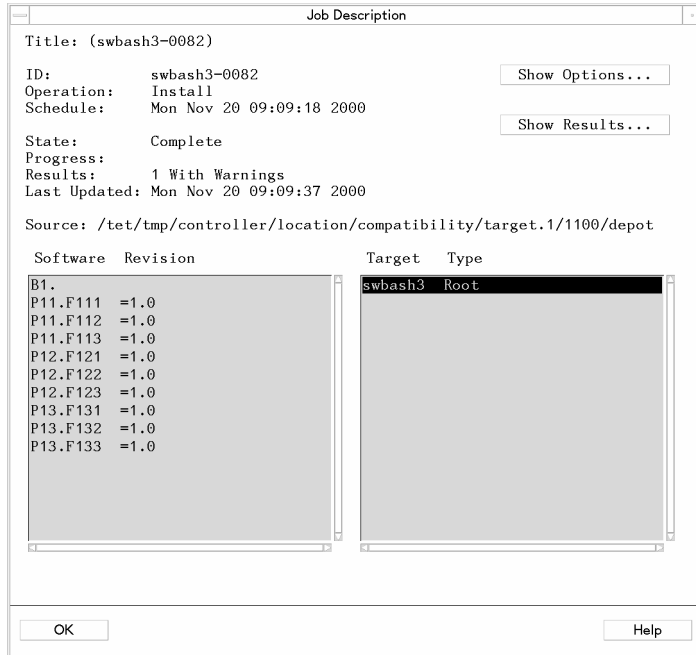 Job Description
Title: (swbash3-0082)
ID: swbash3-0082
Show Options...
Operation: Install
Schedule: Mon Nov 20 09:09:18 2000
Show Results...
State: Complete
Progress:
Results: 1 With Warnings
Last Updated: Mon Nov 20 09:09:37 2000
Source: /tet/tmp/controller/location/compatibility/target.1/1100/depot
Software Revision
B1.
P11.F111 =1.0
P11.F112 =1.0
P11.F113 =1.0
P12.F121 =1.0
P12.F122 =1.0
P12.F123 =1.0
P13.F131 =1.0
P13.F132 =1.0
P13.F133 =1.0
Target Type
swbash3 Root
OK
Help